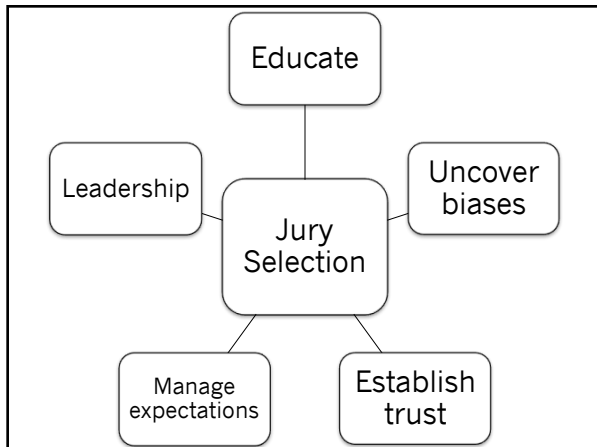 Educate
Leadership
Uncover
biases
Jury
Selection
Manage
expectations
Establish
trust